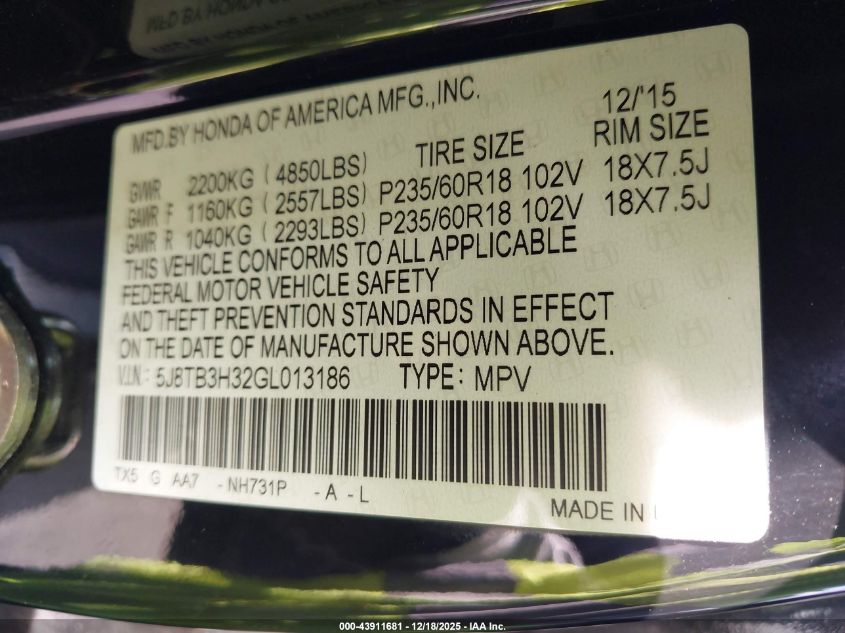 MFD.BY HONDA OF AMERICA MFG.,INC. 12/'15
TIRE SIZE RIM SIZE
GVWR 2200KG (4850LBS)
GAWR F 1160KG (2557LBS) P235/60R18 102V 18X7.5J
GAWR R 1040KG (2293LBS) P235/60R18 102V 18X7.5J
THIS VEHICLE CONFORMS TO ALL APPLICABLE
FEDERAL MOTOR VEHICLE SAFETY
AND THEFT PREVENTION STANDARDS IN EFFECT
ON THE DATE OF MANUFACTURE SHOWN ABOVE.
V.I.N.: 5J8TB3H32GL013186 TYPE: MPV
TX5 G AA7 -NH731P -A -L
MADE IN
000-43911681 - 12/18/2025 - IAA Inc.